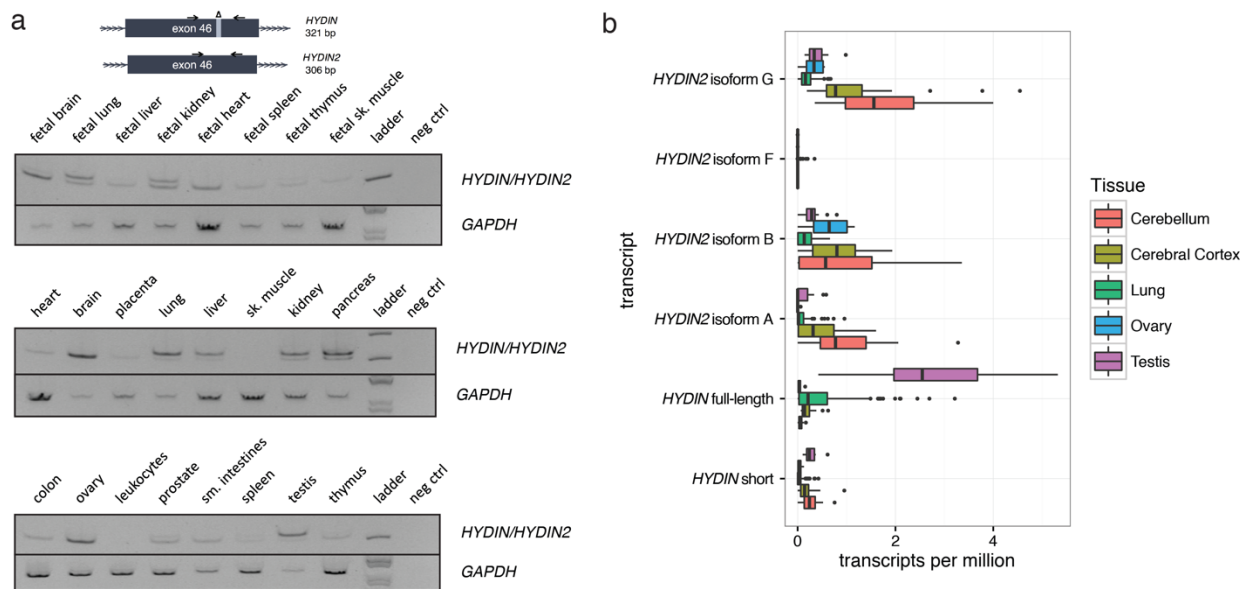 a
exon 46
HYDIN
321 bp
exon 46
HYDIN2
306 bp
fetal brain
fetal lung
fetal liver
fetal kidney
fetal heart
fetal spleen
fetal thymus
fetal sk. muscle
ladder
neg ctrl
HYDIN/HYDIN2
GAPDH
heart
brain
placenta
lung
liver
sk. muscle
kidney
pancreas
ladder
neg ctrl
HYDIN/HYDIN2
GAPDH
colon
ovary
leukocytes
prostate
sm. intestines
spleen
testis
thymus
ladder
neg ctrl
HYDIN/HYDIN2
GAPDH
b
transcript
HYDIN2 isoform G
HYDIN2 isoform F
HYDIN2 isoform B
HYDIN2 isoform A
HYDIN full-length
HYDIN short
0 2 4
transcripts per million
Tissue
Cerebellum
Cerebral Cortex
Lung
Ovary
Testis